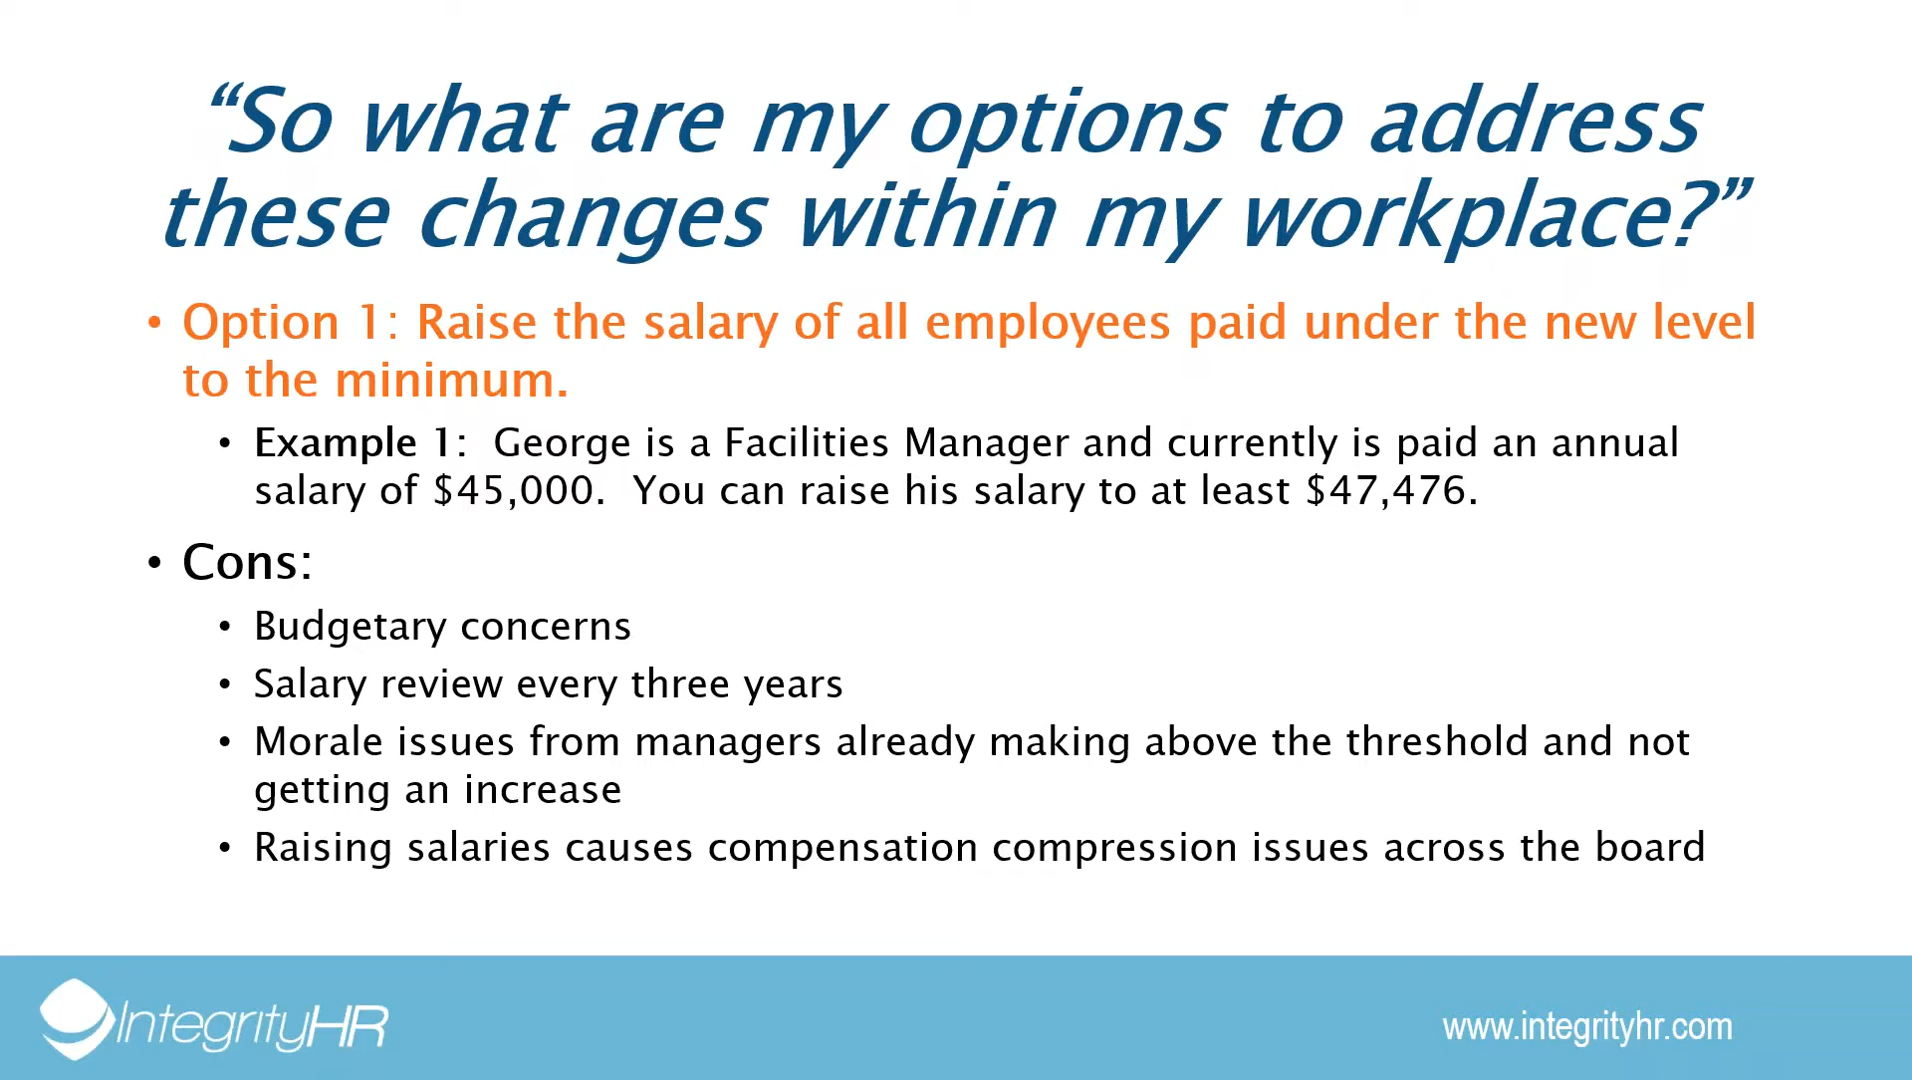 “So what are my options to address
these changes within my workplace?”
• Option 1: Raise the salary of all employees paid under the new level
to the minimum.
• Example 1:  George is a Facilities Manager and currently is paid an annual
salary of $45,000.  You can raise his salary to at least $47,476.
• Cons:
• Budgetary concerns
• Salary review every three years
• Morale issues from managers already making above the threshold and not
getting an increase
• Raising salaries causes compensation compression issues across the board
IntegrityHR
www.integrityhr.com